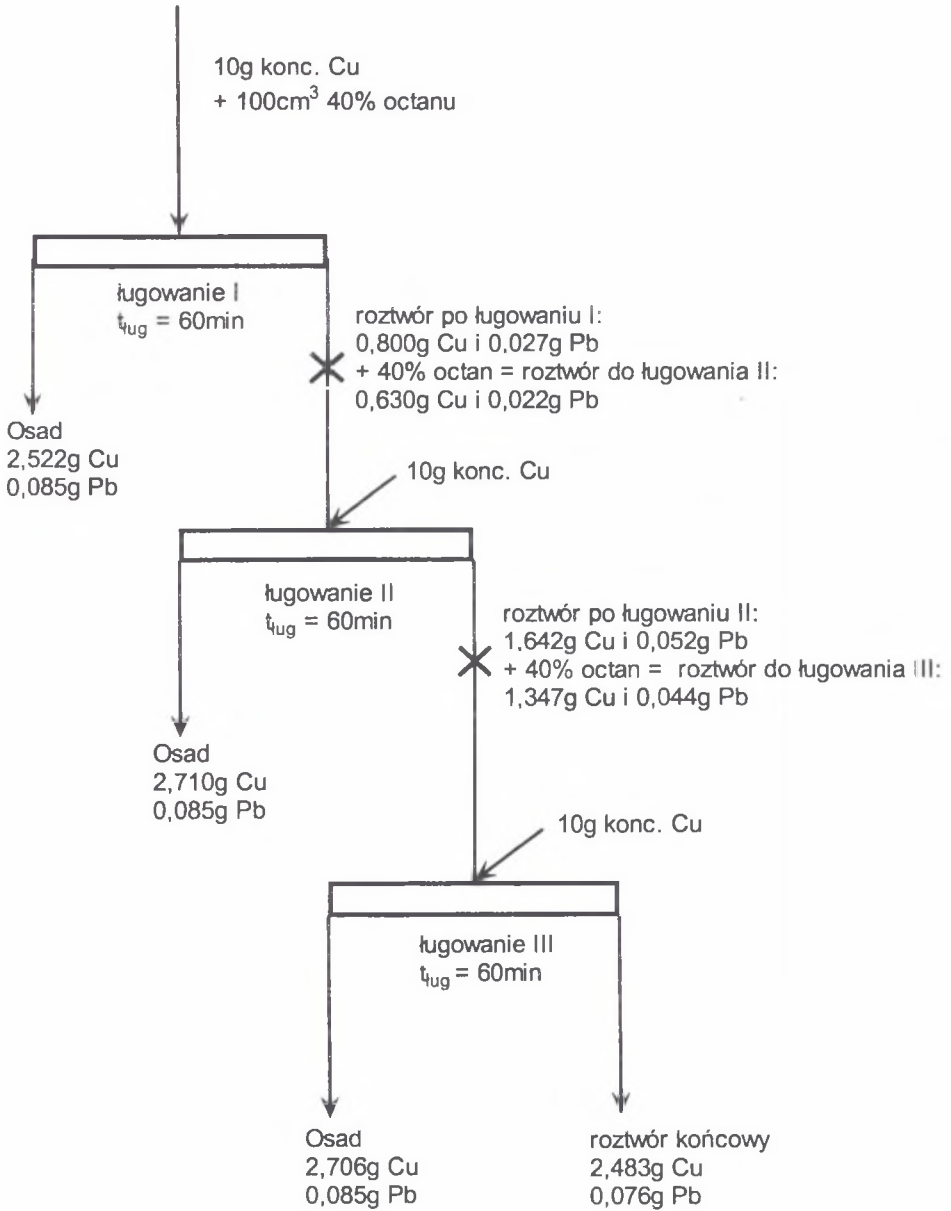 10g konc. Cu
+ 100cm³ 40% octanu
ługowanie I
tług = 60min
roztwór po ługowaniu I:
0,800g Cu i 0,027g Pb
+ 40% octan = roztwór do ługowania II:
0,630g Cu i 0,022g Pb
Osad
2,522g Cu
0,085g Pb
10g konc. Cu
ługowanie II
tług = 60min
roztwór po ługowaniu II:
1,642g Cu i 0,052g Pb
+ 40% octan = roztwór do ługowania III:
1,347g Cu i 0,044g Pb
Osad
2,710g Cu
0,085g Pb
10g konc. Cu
ługowanie III
tług = 60min
Osad
2,706g Cu
0,085g Pb
roztwór końcowy
2,483g Cu
0,076g Pb